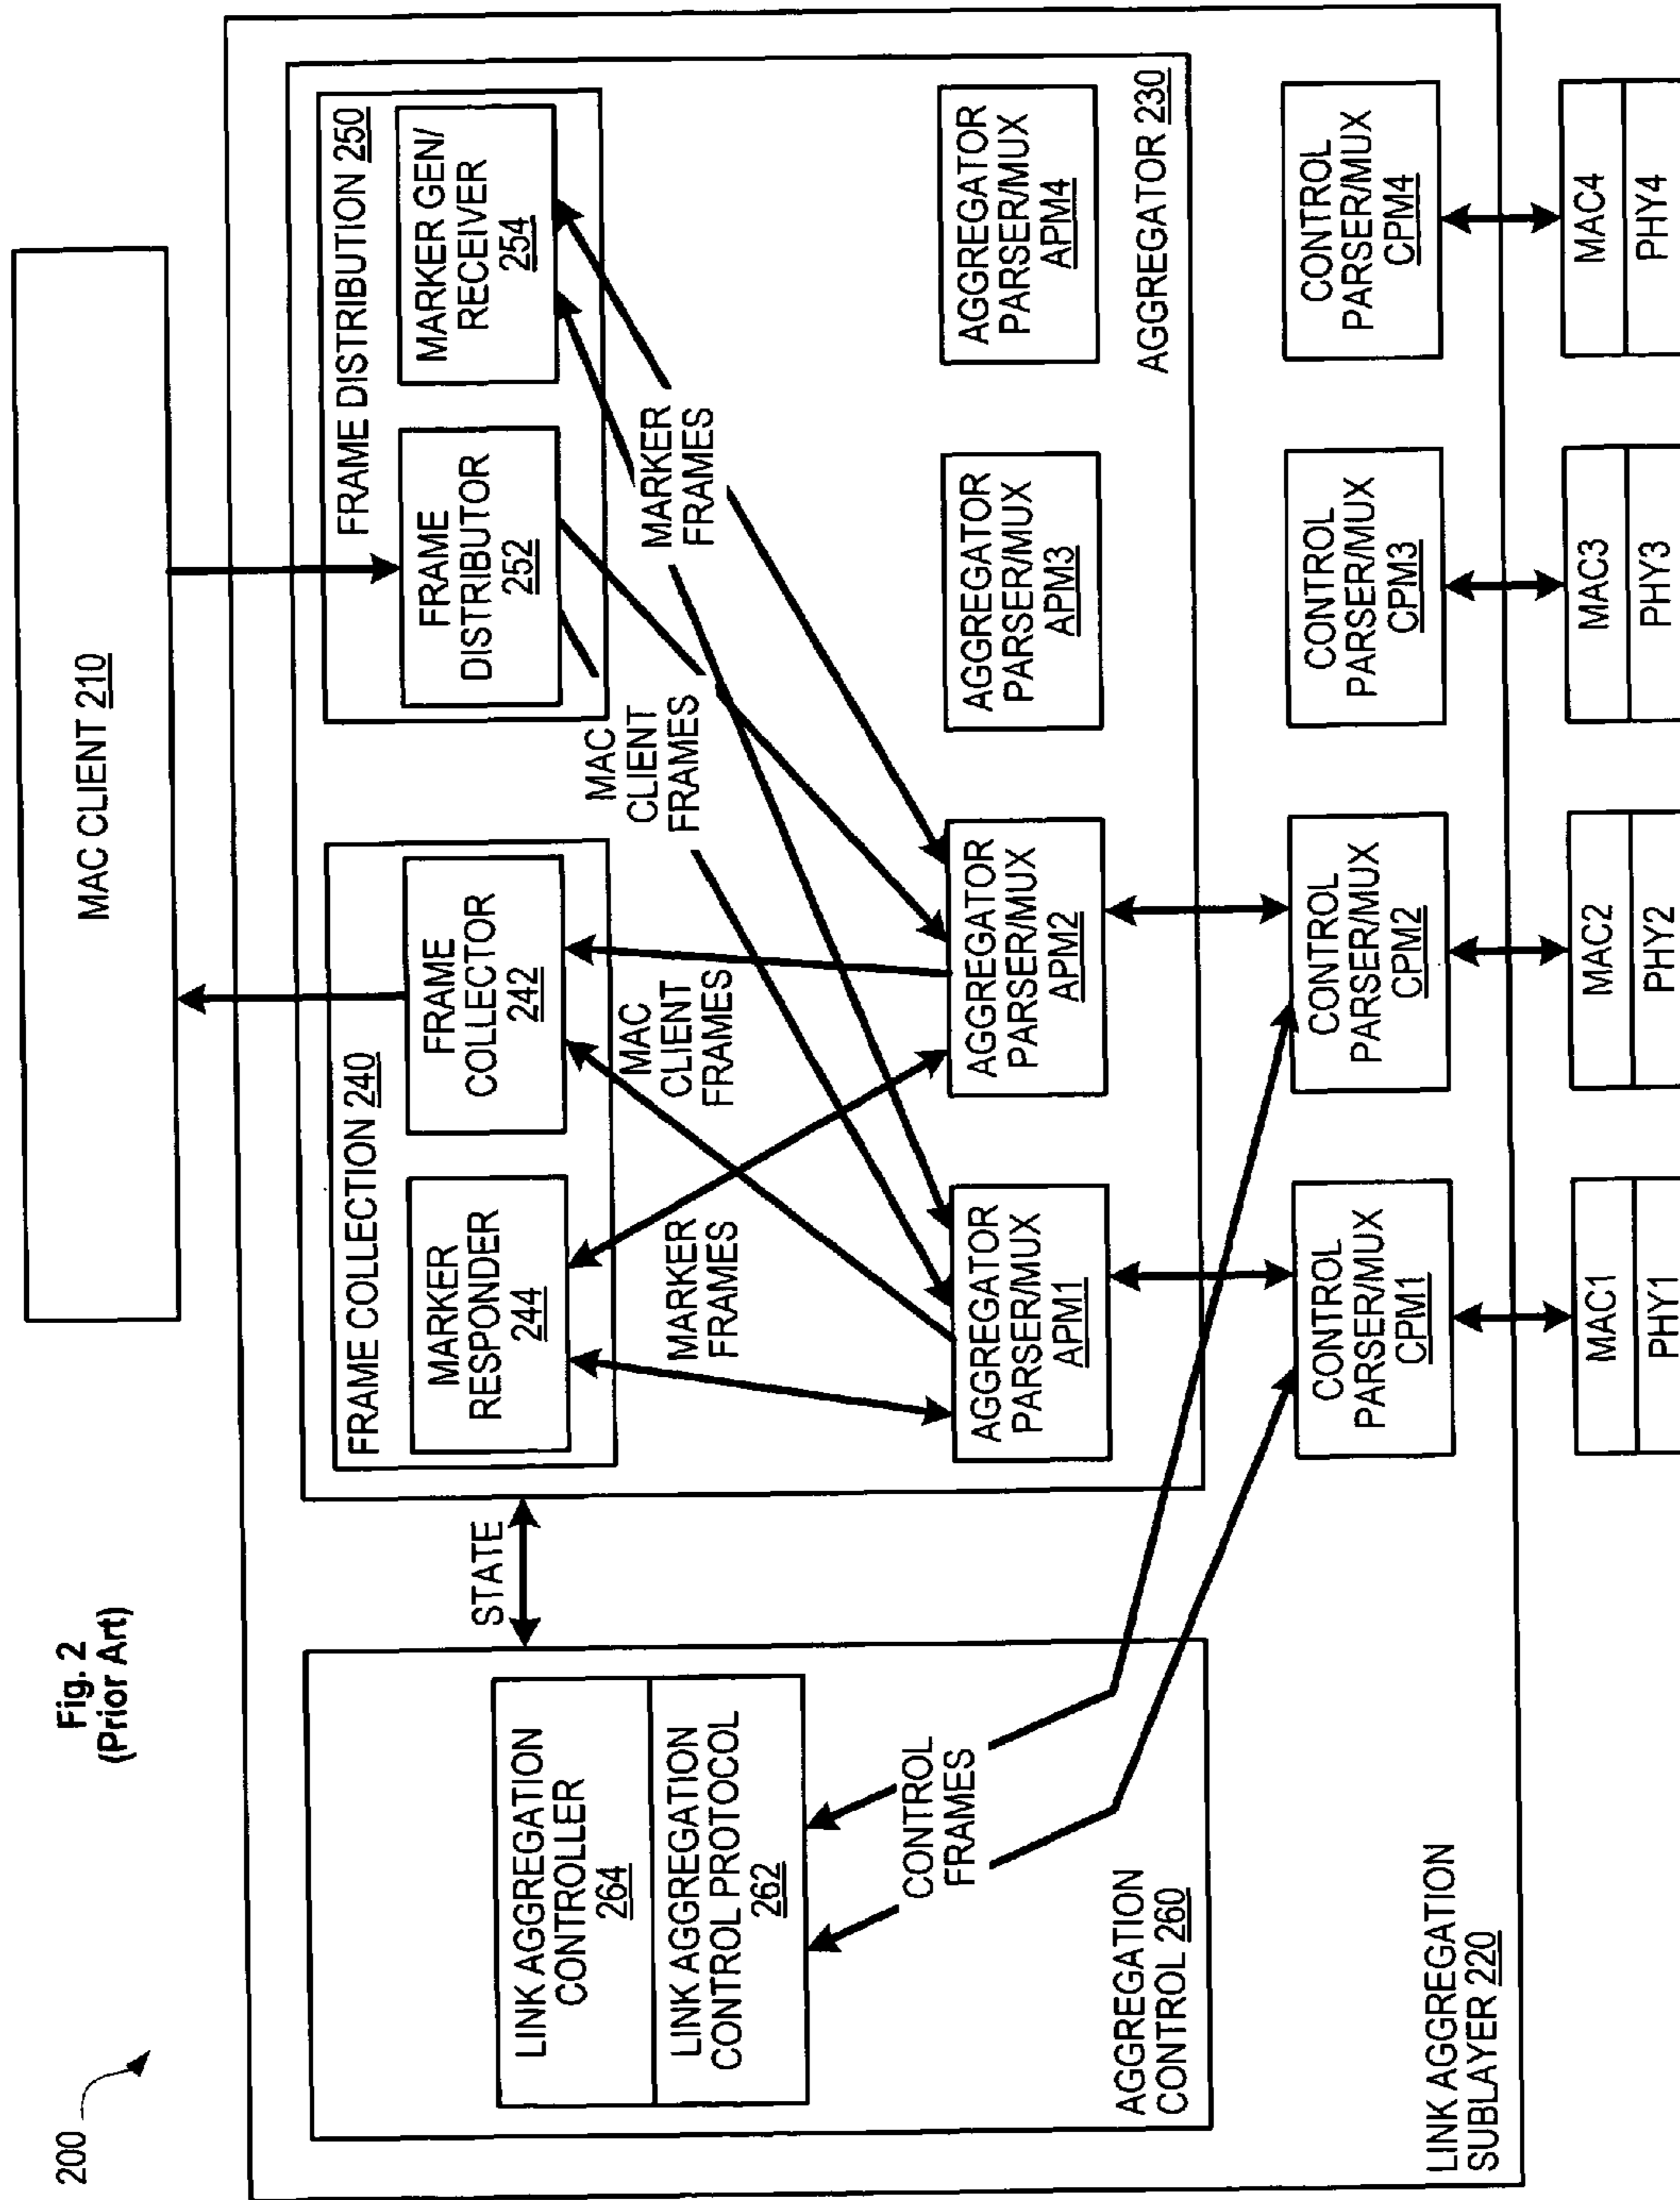 200
Fig. 2
(Prior Art)
MAC CLIENT 210
FRAME COLLECTION 240
MARKER
RESPONDER
244
FRAME
COLLECTOR
242
FRAME DISTRIBUTION 250
FRAME
DISTRIBUTOR
252
MARKER GEN/
RECEIVER
254
STATE
LINK AGGREGATION
CONTROLLER
264
LINK AGGREGATION
CONTROL PROTOCOL
262
MARKER
FRAMES
MAC
CLIENT
FRAMES
MAC
CLIENT
FRAMES
MARKER
FRAMES
CONTROL
FRAMES
AGGREGATOR
PARSER/MUX
APM1
AGGREGATOR
PARSER/MUX
APM2
AGGREGATOR
PARSER/MUX
APM3
AGGREGATOR
PARSER/MUX
APM4
AGGREGATION
CONTROL 260
AGGREGATOR 230
CONTROL
PARSER/MUX
CPM1
CONTROL
PARSER/MUX
CPM2
CONTROL
PARSER/MUX
CPM3
CONTROL
PARSER/MUX
CPM4
LINK AGGREGATION
SUBLAYER 220
MAC1
MAC2
MAC3
MAC4
PHY1
PHY2
PHY3
PHY4